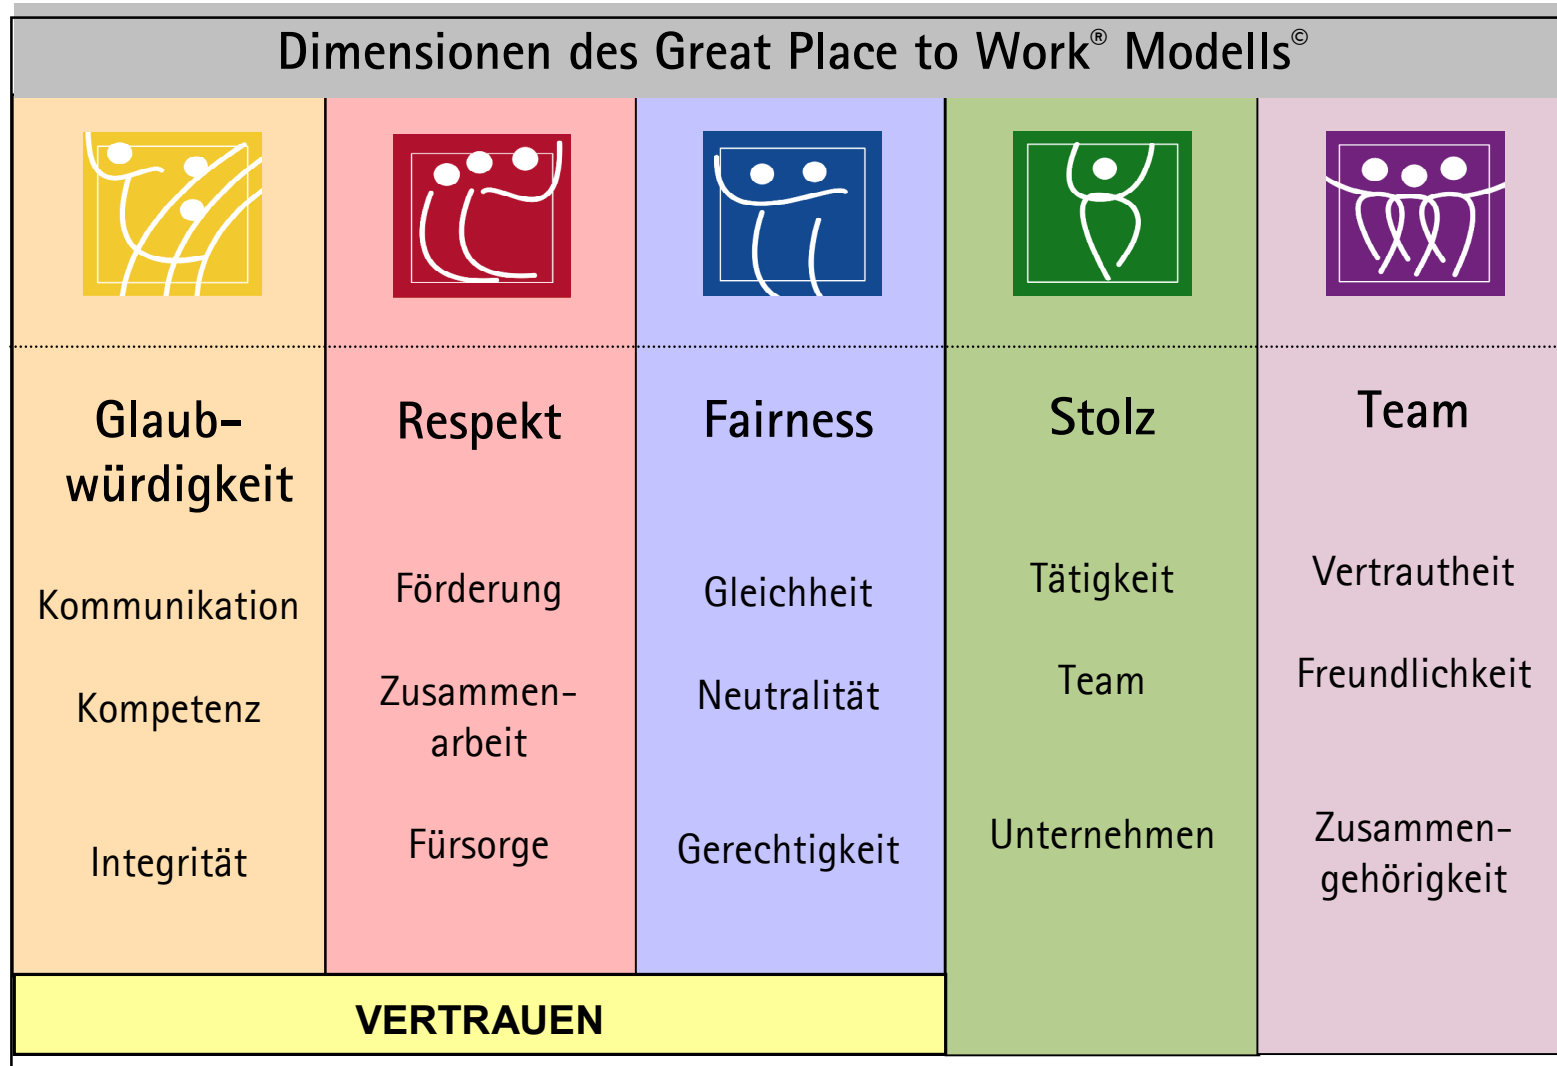 Dimensionen des Great Place to Work® Modells©
Glaub-
würdigkeit
Kommunikation
Kompetenz
Integrität
Respekt
Förderung
Zusammen-
arbeit
Fürsorge
Fairness
Gleichheit
Neutralität
Gerechtigkeit
VERTRAUEN
Stolz
Tätigkeit
Team
Unternehmen
Team
Vertrautheit
Freundlichkeit
Zusammen-
gehörigkeit